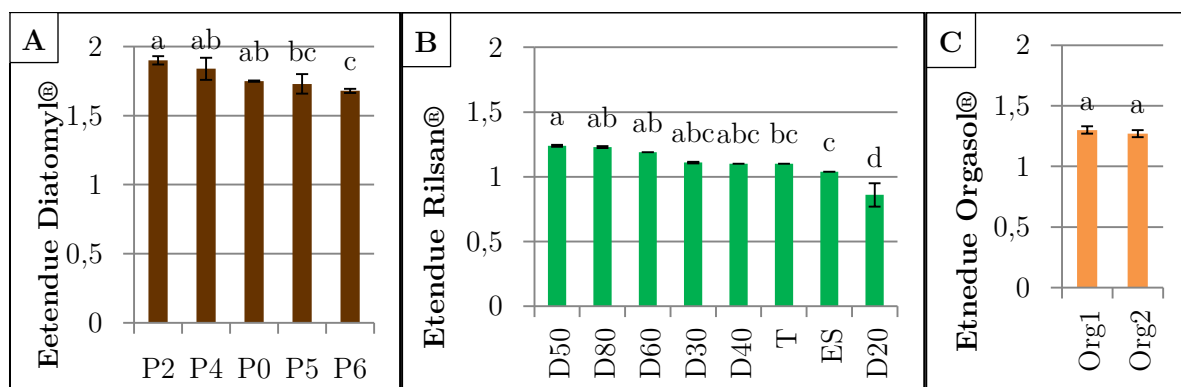 A
Eetendue Diatomyl®
2
1,5
1
0,5
0
a ab ab bc c
P2 P4 P0 P5 P6
B
Etendue Rilsan®
2
1,5
1
0,5
0
a ab ab abc abc bc c d
D50 D80 D60 D30 D40 T ES D20
C
Etnedue Orgasol®
2
1,5
1
0,5
0
a a
Org1 Org2